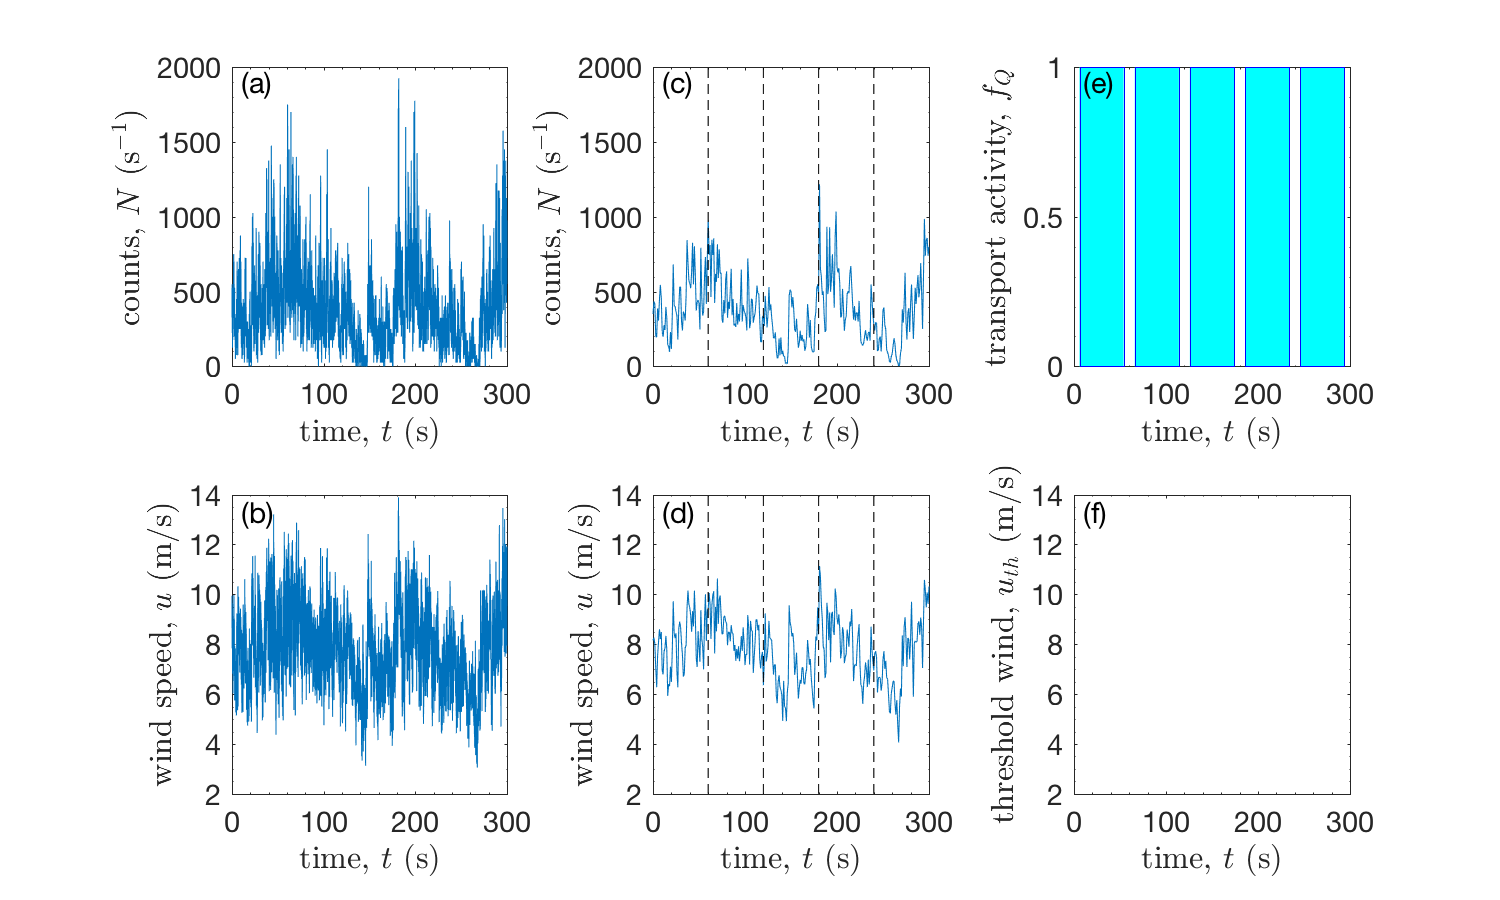 (a)
2000
1500
1000
500
0
counts, N (s⁻¹)
0 100 200 300
time, t (s)
(c)
2000
1500
1000
500
0
counts, N (s⁻¹)
0 100 200 300
time, t (s)
(e)
1
0.5
0
transport activity, f_Q
0 100 200 300
time, t (s)
(b)
14
12
10
8
6
4
2
wind speed, u (m/s)
0 100 200 300
time, t (s)
(d)
14
12
10
8
6
4
2
wind speed, u (m/s)
0 100 200 300
time, t (s)
(f)
14
12
10
8
6
4
2
threshold wind, u_th (m/s)
0 100 200 300
time, t (s)